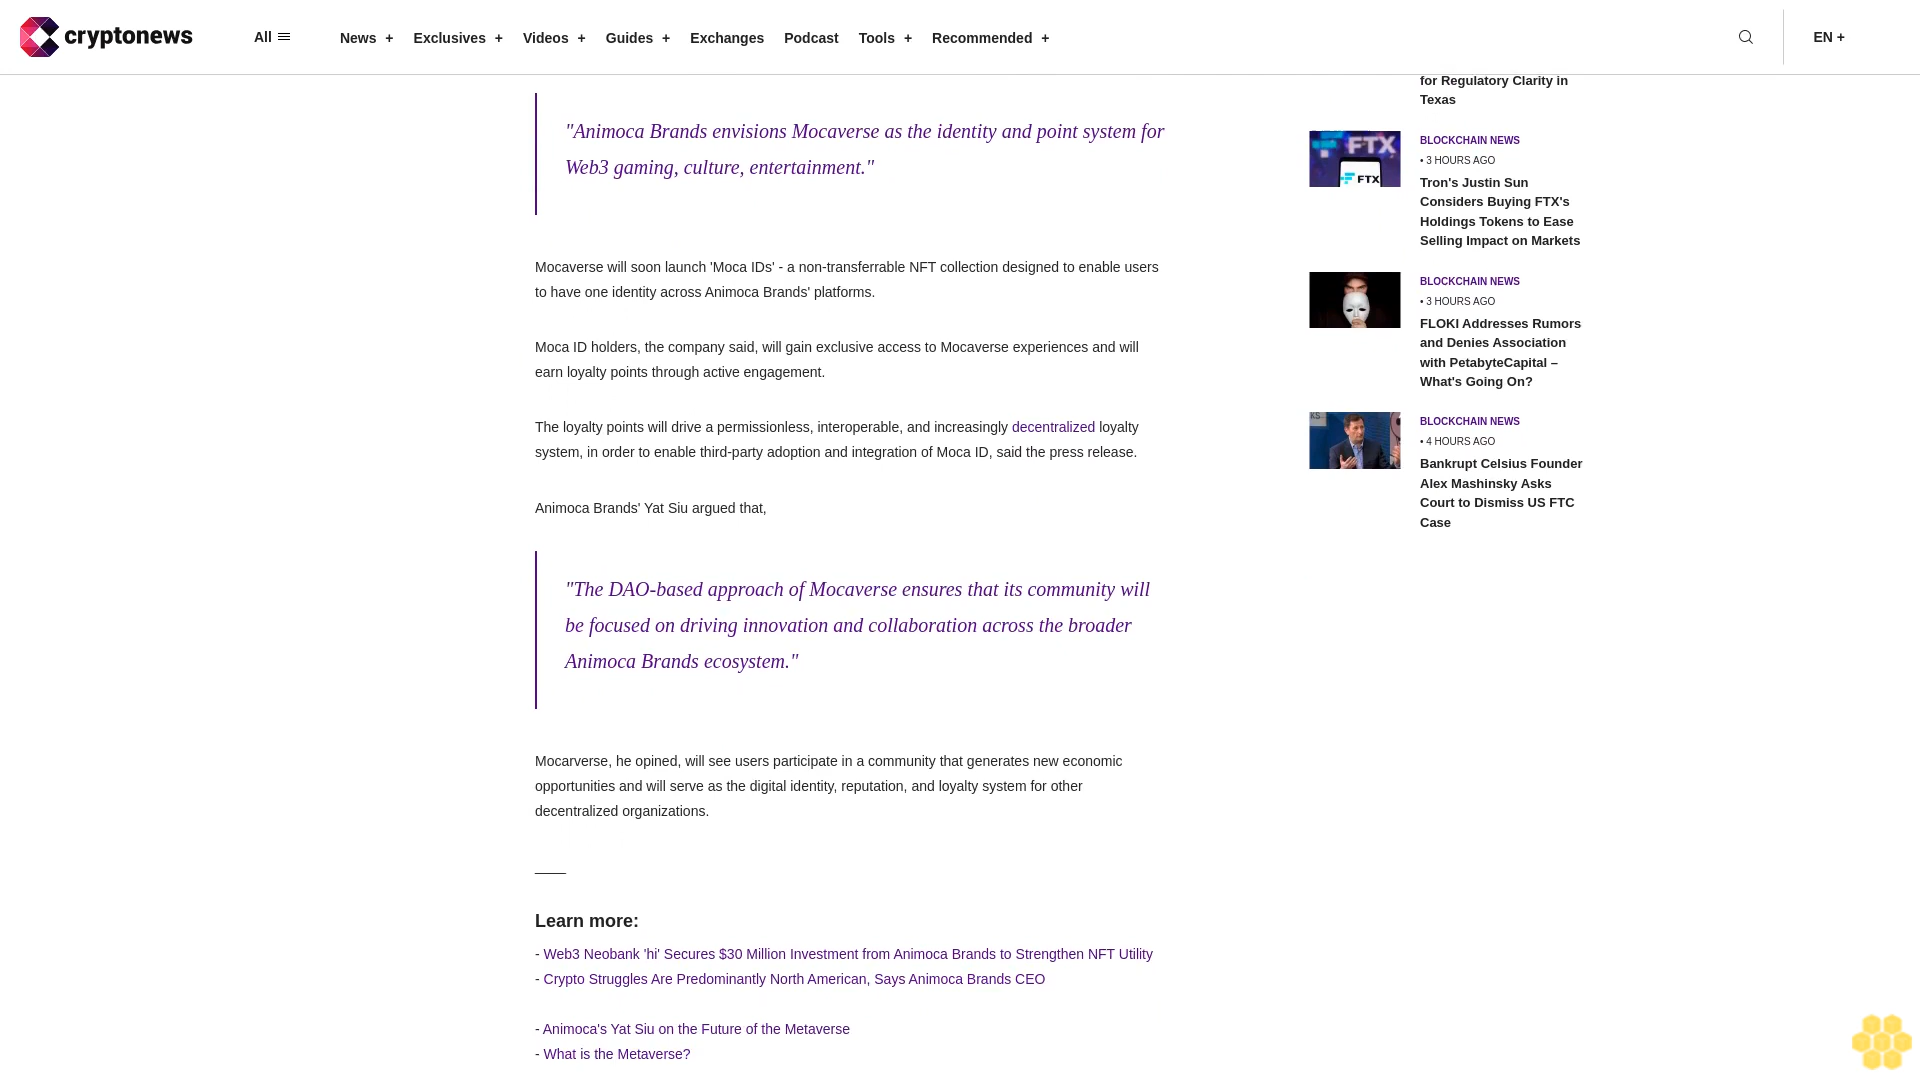 cryptonews
All
News +
Exclusives +
Videos +
Guides +
Exchanges
Podcast
Tools +
Recommended +
EN +
"Animoca Brands envisions Mocaverse as the identity and point system for
Web3 gaming, culture, entertainment."
Mocaverse will soon launch 'Moca IDs' - a non-transferrable NFT collection designed to enable users
to have one identity across Animoca Brands' platforms.
Moca ID holders, the company said, will gain exclusive access to Mocaverse experiences and will
earn loyalty points through active engagement.
The loyalty points will drive a permissionless, interoperable, and increasingly decentralized loyalty
system, in order to enable third-party adoption and integration of Moca ID, said the press release.
Animoca Brands' Yat Siu argued that,
"The DAO-based approach of Mocaverse ensures that its community will
be focused on driving innovation and collaboration across the broader
Animoca Brands ecosystem."
Mocarverse, he opined, will see users participate in a community that generates new economic
opportunities and will serve as the digital identity, reputation, and loyalty system for other
decentralized organizations.
____
Learn more:
- Web3 Neobank 'hi' Secures $30 Million Investment from Animoca Brands to Strengthen NFT Utility
- Crypto Struggles Are Predominantly North American, Says Animoca Brands CEO
- Animoca's Yat Siu on the Future of the Metaverse
- What is the Metaverse?
for Regulatory Clarity in
Texas
FTX
FTX
BLOCKCHAIN NEWS
• 3 HOURS AGO
Tron's Justin Sun
Considers Buying FTX's
Holdings Tokens to Ease
Selling Impact on Markets
BLOCKCHAIN NEWS
• 3 HOURS AGO
FLOKI Addresses Rumors
and Denies Association
with PetabyteCapital –
What's Going On?
KS
BLOCKCHAIN NEWS
• 4 HOURS AGO
Bankrupt Celsius Founder
Alex Mashinsky Asks
Court to Dismiss US FTC
Case